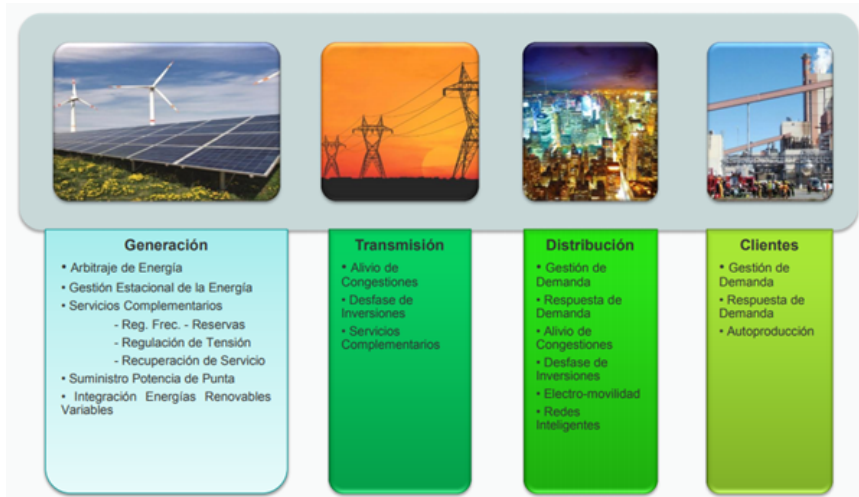 Generación
• Arbitraje de Energía
• Gestión Estacional de la Energía
• Servicios Complementarios
- Reg. Frec. - Reservas
- Regulación de Tensión
- Recuperación de Servicio
• Suministro Potencia de Punta
• Integración Energías Renovables
Variables
Transmisión
• Alivio de
Congestiones
• Desfase de
Inversiones
• Servicios
Complementarios
Distribución
• Gestión de
Demanda
• Respuesta de
Demanda
• Alivio de
Congestiones
• Desfase de
Inversiones
• Electro-movilidad
• Redes
Inteligentes
Clientes
• Gestión de
Demanda
• Respuesta de
Demanda
• Autoproducción